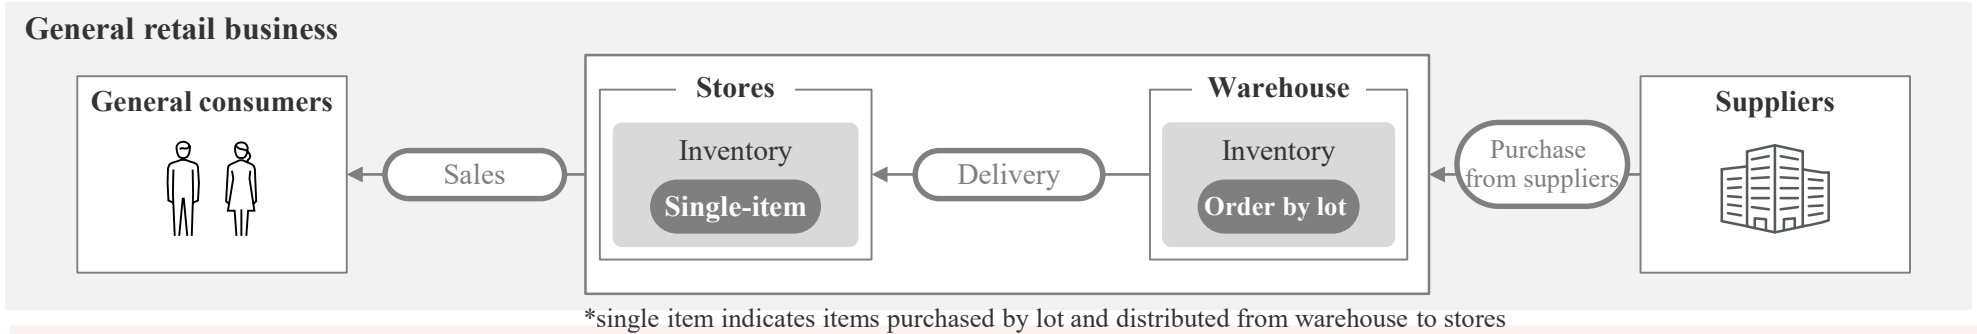 General retail business
General consumers
Sales
Stores
Inventory
Single-item
Delivery
Warehouse
Inventory
Order by lot
Purchase
from suppliers
Suppliers
*single item indicates items purchased by lot and distributed from warehouse to stores